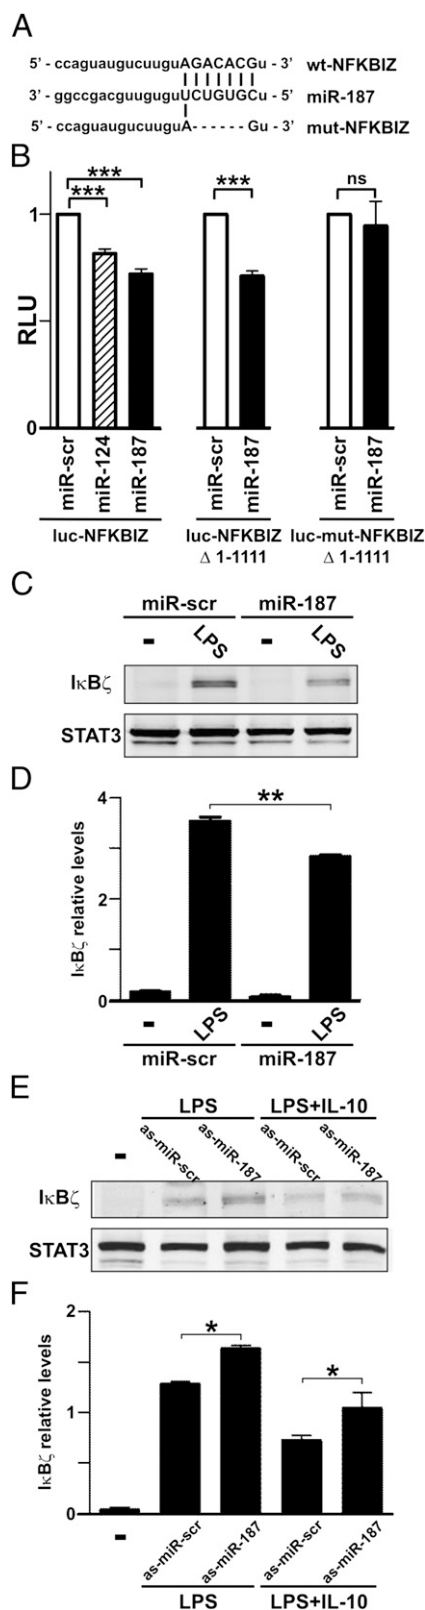 A
5' - ccaguaugucuuguAGACACGu - 3' wt-NFKBIZ
3'- ggccgacguuguguUCUGUGCu - 5' miR-187
5'- ccaguaugucuuguA------Gu - 3' mut-NFKBIZ
B
*** *** *** ns
1
RLU
0
miR-scr miR-124 miR-187 miR-scr miR-187 miR-scr miR-187
luc-NFKBIZ luc-NFKBIZ luc-mut-NFKBIZ
Δ 1-1111 Δ 1-1111
C
miR-scr miR-187
- LPS - LPS
IκBζ
STAT3
D
4
**
2
IκBζ relative levels
0
- LPS - LPS
miR-scr miR-187
E
LPS LPS+IL-10
- as-miR-scr as-miR-187 as-miR-scr as-miR-187
IκBζ
STAT3
F
2
* *
1
IκBζ relative levels
0
- as-miR-scr as-miR-187 as-miR-scr as-miR-187
LPS LPS+IL-10